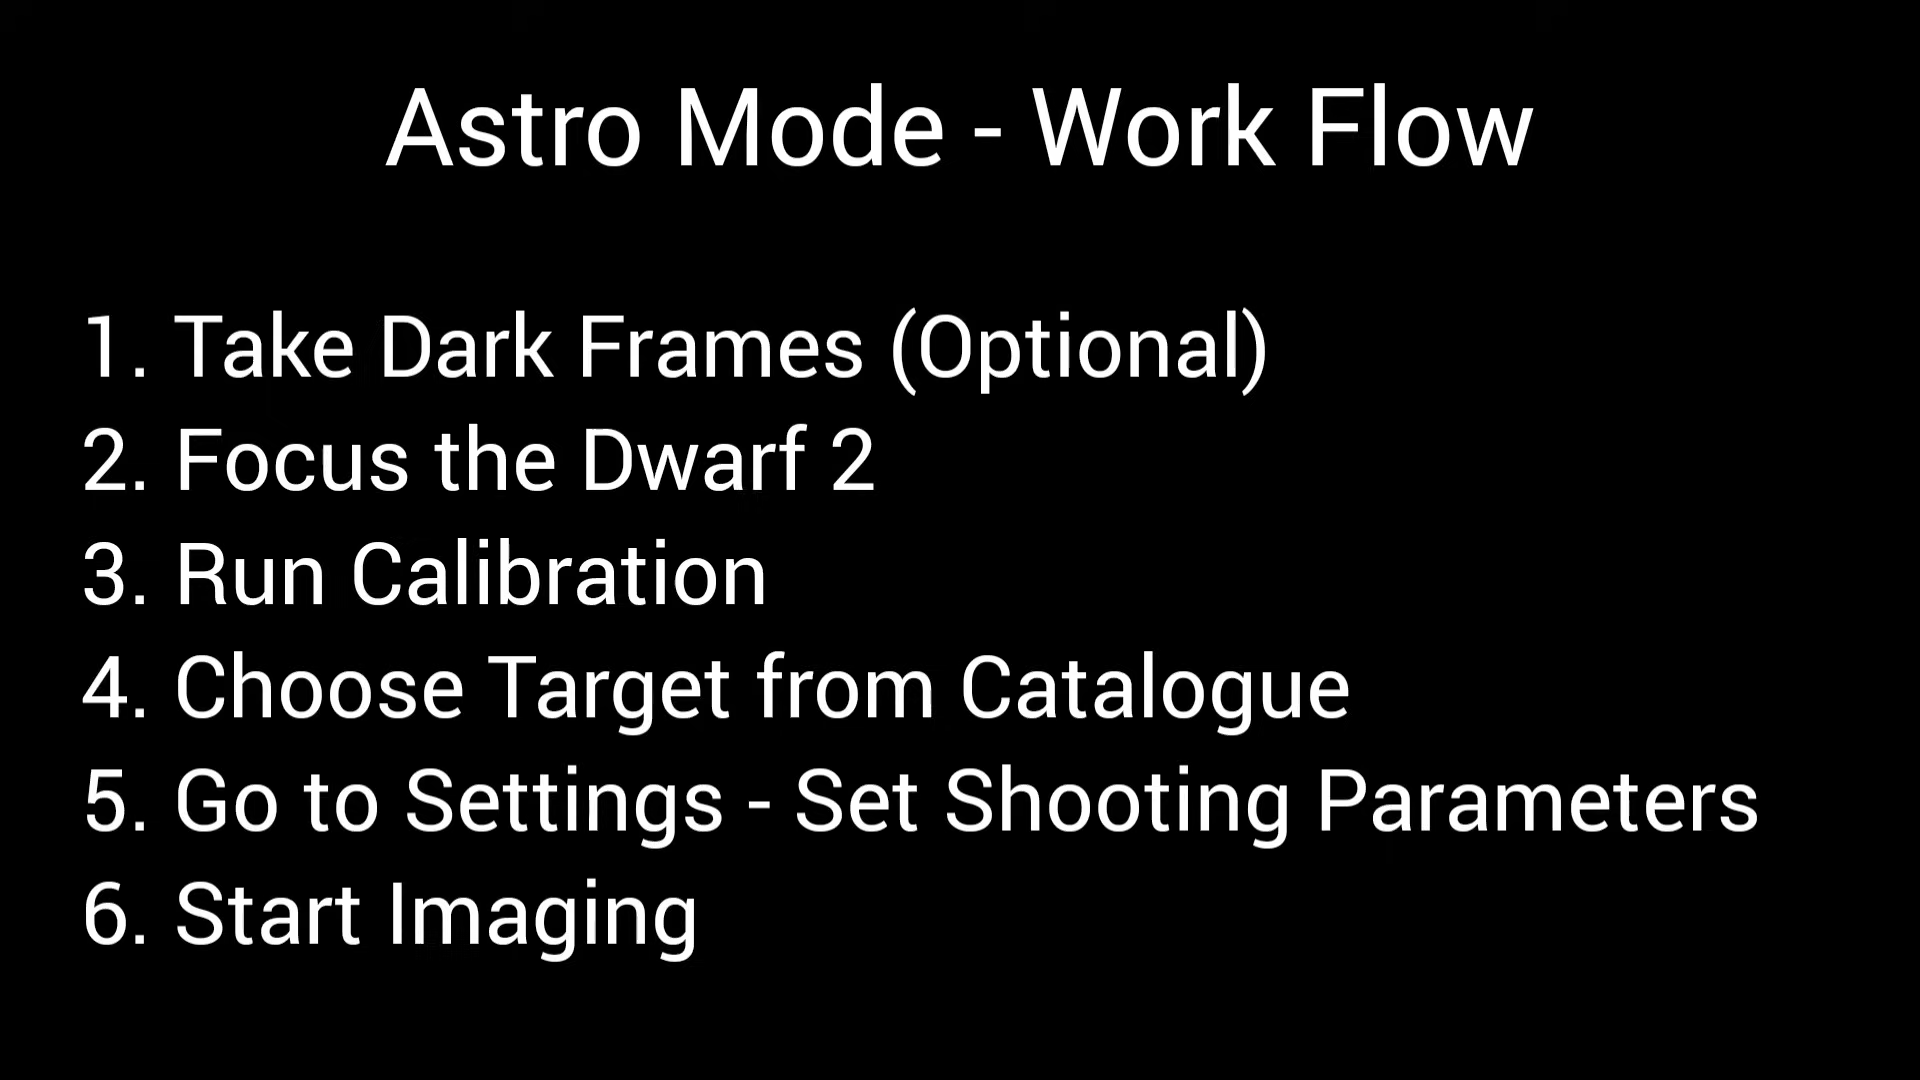 Astro Mode - Work Flow
1. Take Dark Frames (Optional)
2. Focus the Dwarf 2
3. Run Calibration
4. Choose Target from Catalogue
5. Go to Settings - Set Shooting Parameters
6. Start Imaging